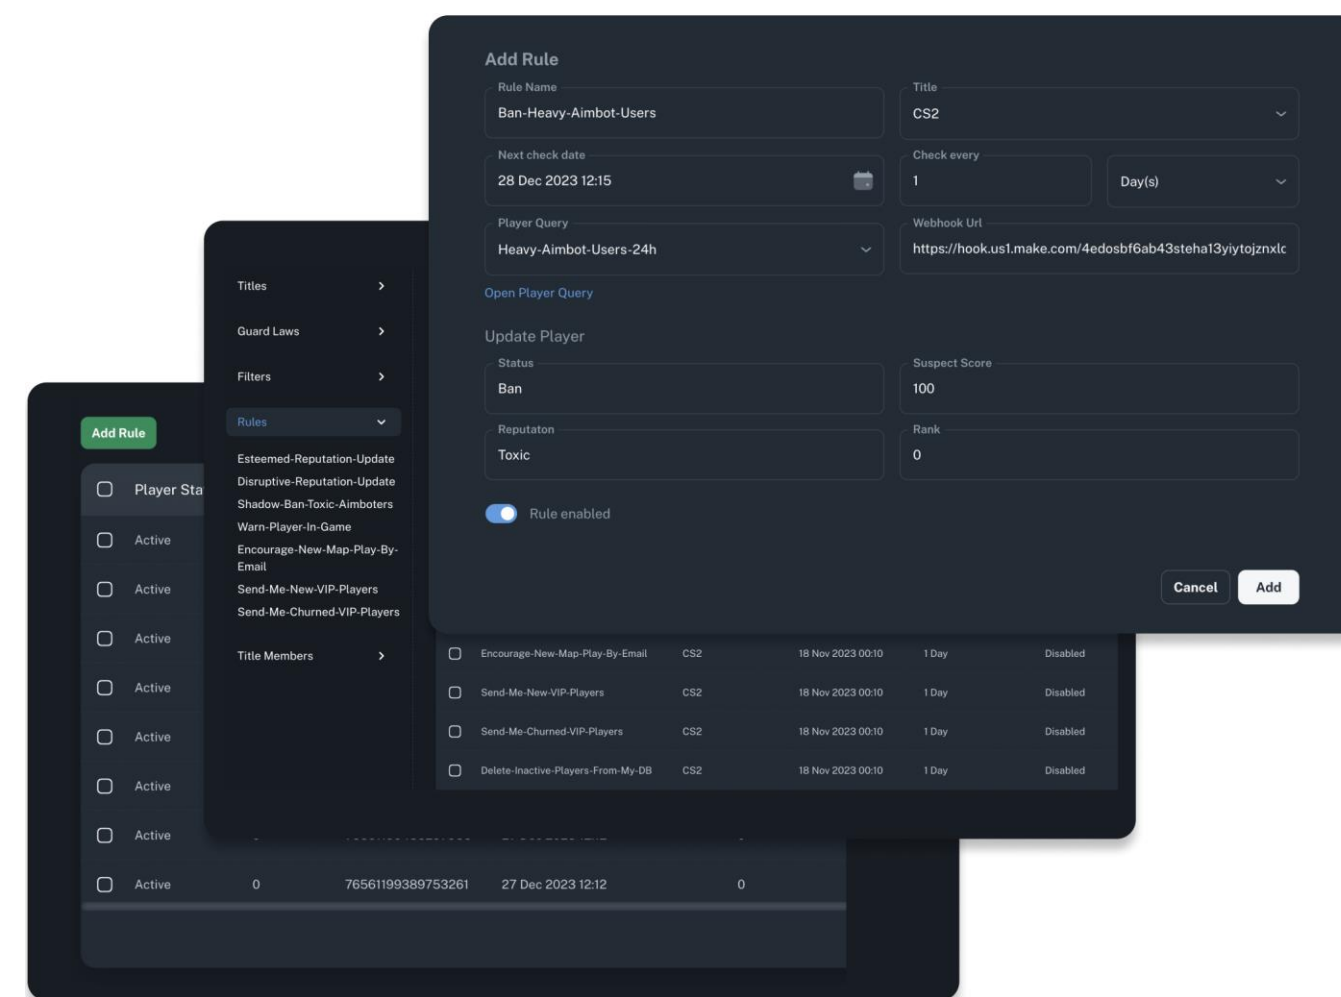 Add Rule
Rule Name
Ban-Heavy-Aimbot-Users
Title
CS2
Next check date
28 Dec 2023 12:15
Check every
1
Day(s)
Player Query
Heavy-Aimbot-Users-24h
Webhook Url
https://hook.us1.make.com/4edosbf6ab43steha13yiytojznxlc
Open Player Query
Update Player
Status
Ban
Suspect Score
100
Reputaton
Toxic
Rank
0
Rule enabled
Cancel
Add
Titles
Guard Laws
Filters
Rules
Esteemed-Reputation-Update
Disruptive-Reputation-Update
Shadow-Ban-Toxic-Aimboters
Warn-Player-In-Game
Encourage-New-Map-Play-By-
Email
Send-Me-New-VIP-Players
Send-Me-Churned-VIP-Players
Title Members
Encourage-New-Map-Play-By-Email CS2 18 Nov 2023 00:10 1 Day Disabled
Send-Me-New-VIP-Players CS2 18 Nov 2023 00:10 1 Day Disabled
Send-Me-Churned-VIP-Players CS2 18 Nov 2023 00:10 1 Day Disabled
Delete-Inactive-Players-From-My-DB CS2 18 Nov 2023 00:10 1 Day Disabled
Add Rule
Player Sta
Active
Active
Active
Active
Active
Active
Active
Active 0 76561199389753261 27 Dec 2023 12:12 0